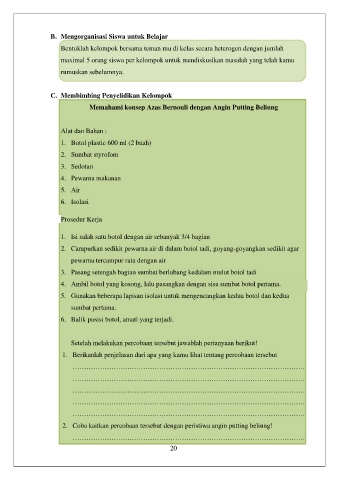 B. Mengorganisasi Siswa untuk Belajar
Bentuklah kelompok bersama teman mu di kelas secara heterogen dengan jumlah
maximal 5 orang siswa per kelompok untuk mendiskusikan masalah yang telah kamu
rumuskan sebelumnya.
C. Membimbing Penyelidikan Kelompok
Memahami konsep Azas Bernouli dengan Angin Putting Beliung
Alat dan Bahan :
1. Botol plastic 600 ml (2 buah)
2. Sumbat styrofom
3. Sedotan
4. Pewarna makanan
5. Air
6. Isolasi
Prosedur Kerja
1. Isi salah satu botol dengan air sebanyak 3/4 bagian
2. Campurkan sedikit pewarna air di dalam botol tadi, goyang-goyangkan sedikit agar
pewarna tercampur rata dengan air
3. Pasang setengah bagian sumbat berlubang kedalam mulut botol tadi
4. Ambil botol yang kosong, lalu pasangkan dengan sisa sumbat botol pertama.
5. Gunakan beberapa lapisan isolasi untuk mengencangkan kedua botol dan kedua
sumbat pertama.
6. Balik posisi botol, amati yang terjadi.
Setelah melakukan percobaan tersebut jawablah pertanyaan berikut!
1. Berikanlah penjelasan dari apa yang kamu lihat tentang percobaan tersebut
……………………………………………………………………………
……………………………………………………………………………
……………………………………………………………………………
……………………………………………………………………………
……………………………………………………………………………
2. Coba kaitkan percobaan tersebut dengan peristiwa angin putting beliung!
……………………………………………………………………………
20